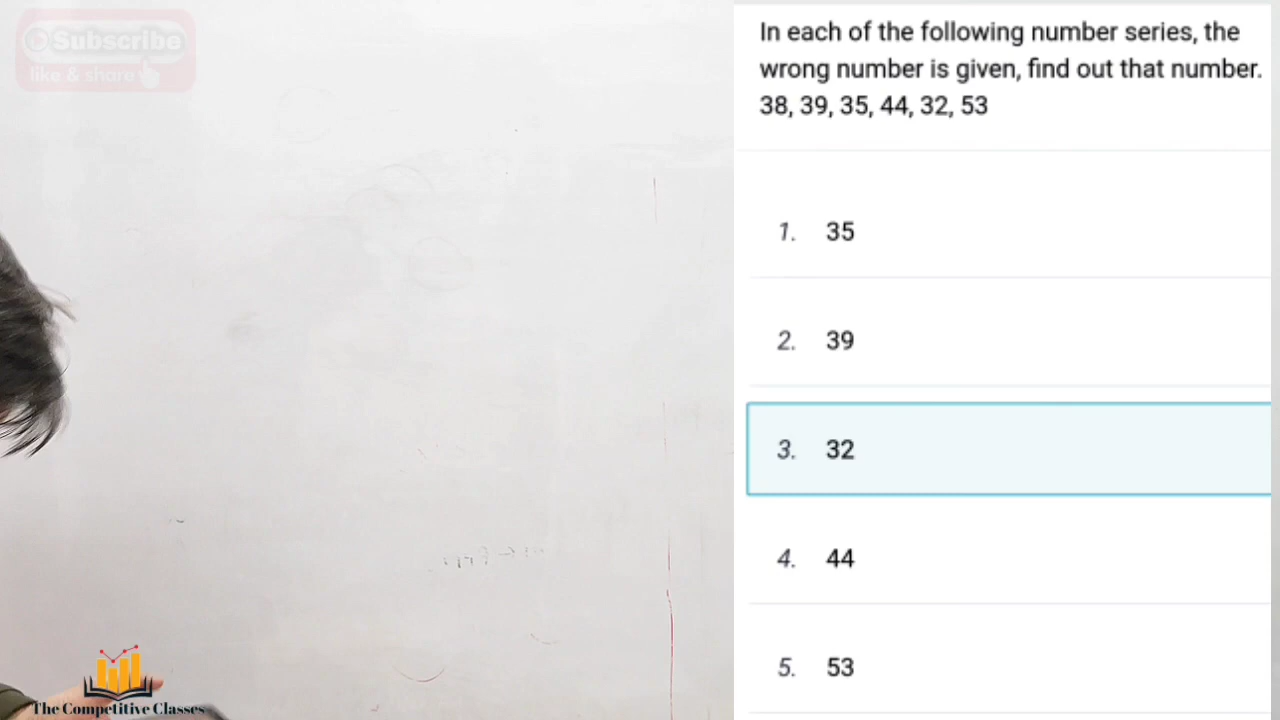 Subscribe
like & share
In each of the following number series, the
wrong number is given, find out that number.
38, 39, 35, 44, 32, 53
1. 35
2. 39
3. 32
4. 44
5. 53
The Competitive Classes